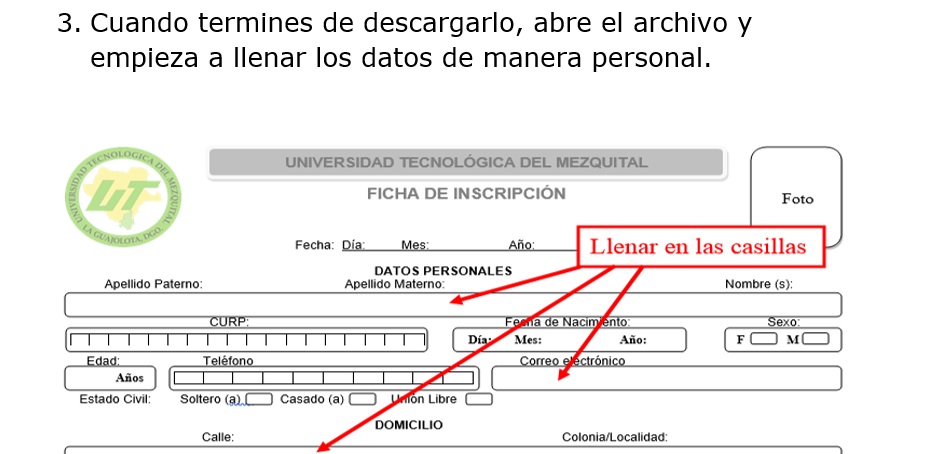 3. Cuando termines de descargarlo, abre el archivo y
empieza a llenar los datos de manera personal.
UNIVERSIDAD TECNOLOGICA DEL MEZQUITAL
LA GUAJOLOTA, DGO.
UT
UNIVERSIDAD TECNOLÓGICA DEL MEZQUITAL
FICHA DE INSCRIPCIÓN
Foto
Fecha: Día: Mes: Año:
Llenar en las casillas
DATOS PERSONALES
Apellido Paterno: Apellido Materno: Nombre (s):
CURP: Fecha de Nacimiento: Sexo:
Día: Mes: Año: F M
Edad: Teléfono Correo electrónico
Años
Estado Civil: Soltero (a) Casado (a) Unión Libre
DOMICILIO
Calle: Colonia/Localidad: